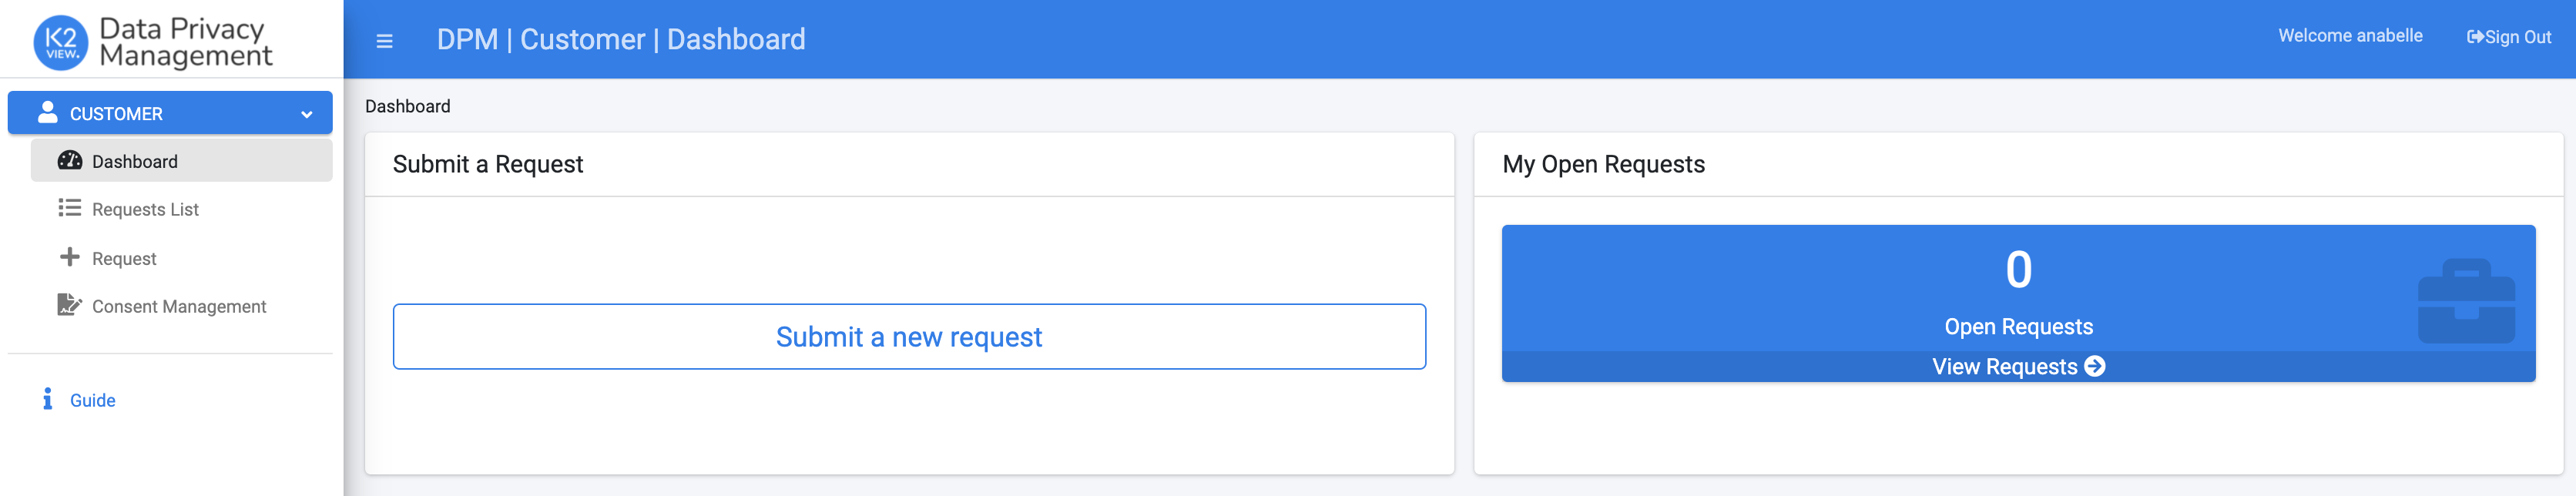 K2
VIEW.
Data Privacy
Management
DPM | Customer | Dashboard
Welcome anabelle
Sign Out
CUSTOMER
Dashboard
Requests List
Request
Consent Management
Guide
Dashboard
Submit a Request
Submit a new request
My Open Requests
0
Open Requests
View Requests